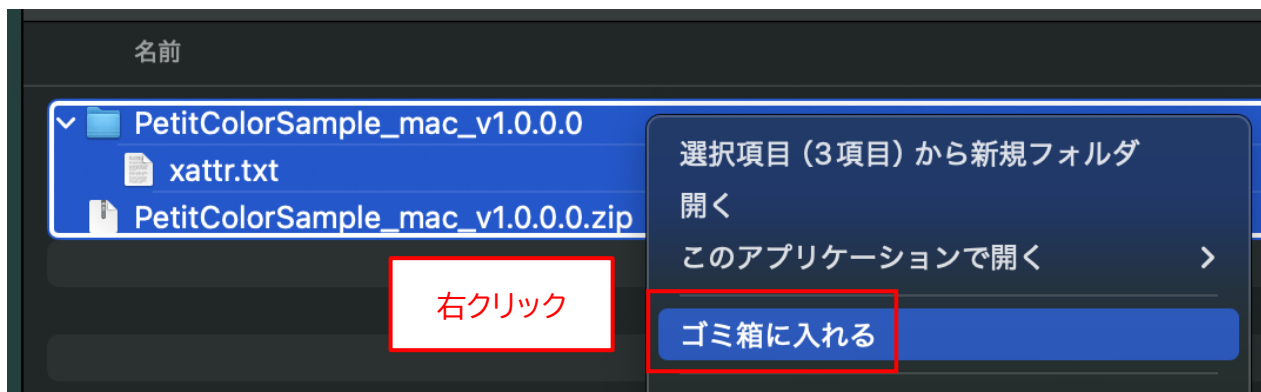 名前
PetitColorSample_mac_v1.0.0.0
xattr.txt
PetitColorSample_mac_v1.0.0.0.zip
選択項目（3項目）から新規フォルダ
開く
このアプリケーションで開く
右クリック
ゴミ箱に入れる